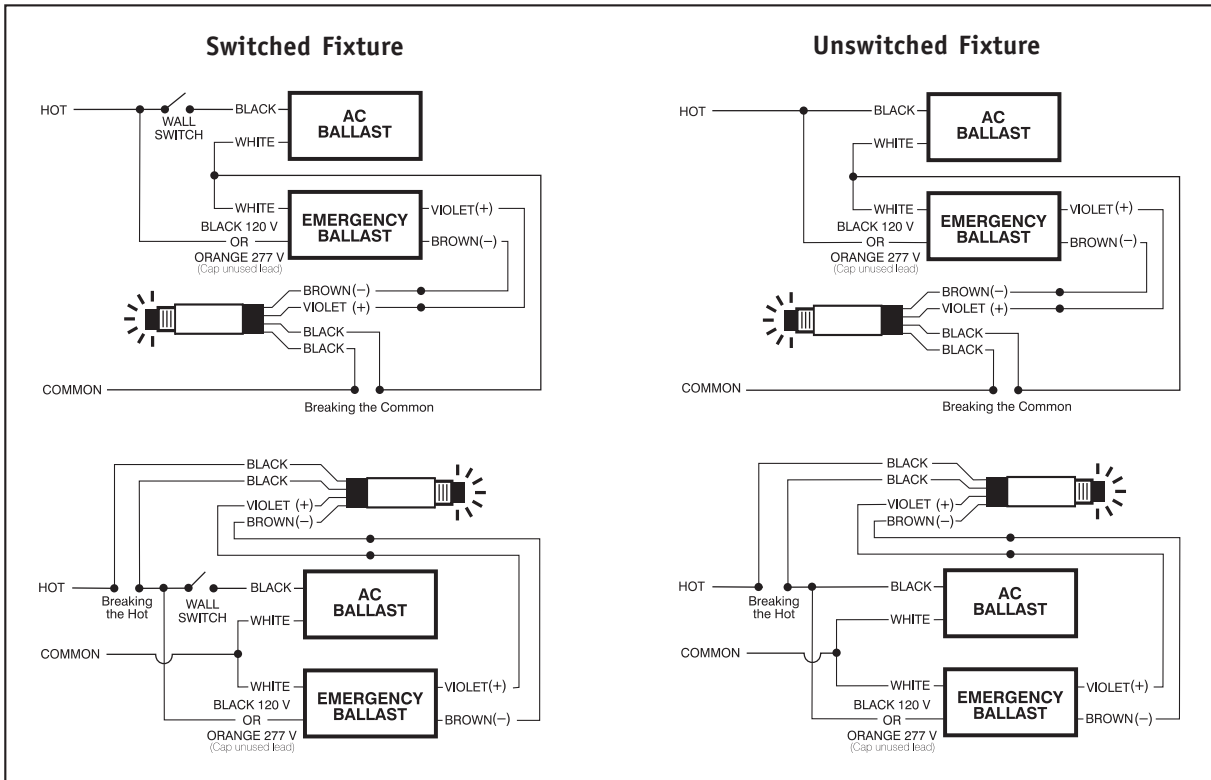 Switched Fixture
HOT
WALL
SWITCH
BLACK
AC
BALLAST
WHITE
WHITE
BLACK 120 V
OR
ORANGE 277 V
(Cap unused lead)
EMERGENCY
BALLAST
VIOLET(+)
BROWN(−)
BROWN(−)
VIOLET (+)
BLACK
BLACK
COMMON
Breaking the Common
Unswitched Fixture
HOT
BLACK
AC
BALLAST
WHITE
WHITE
BLACK 120 V
OR
ORANGE 277 V
(Cap unused lead)
EMERGENCY
BALLAST
VIOLET(+)
BROWN(−)
BROWN(−)
VIOLET (+)
BLACK
BLACK
COMMON
Breaking the Common
BLACK
BLACK
VIOLET (+)
BROWN(−)
HOT
Breaking
the Hot
WALL
SWITCH
BLACK
AC
BALLAST
WHITE
COMMON
WHITE
BLACK 120 V
OR
ORANGE 277 V
(Cap unused lead)
EMERGENCY
BALLAST
VIOLET(+)
BROWN(−)
BLACK
BLACK
VIOLET (+)
BROWN(−)
HOT
Breaking
the Hot
BLACK
AC
BALLAST
WHITE
COMMON
WHITE
BLACK 120 V
OR
ORANGE 277 V
(Cap unused lead)
EMERGENCY
BALLAST
VIOLET(+)
BROWN(−)